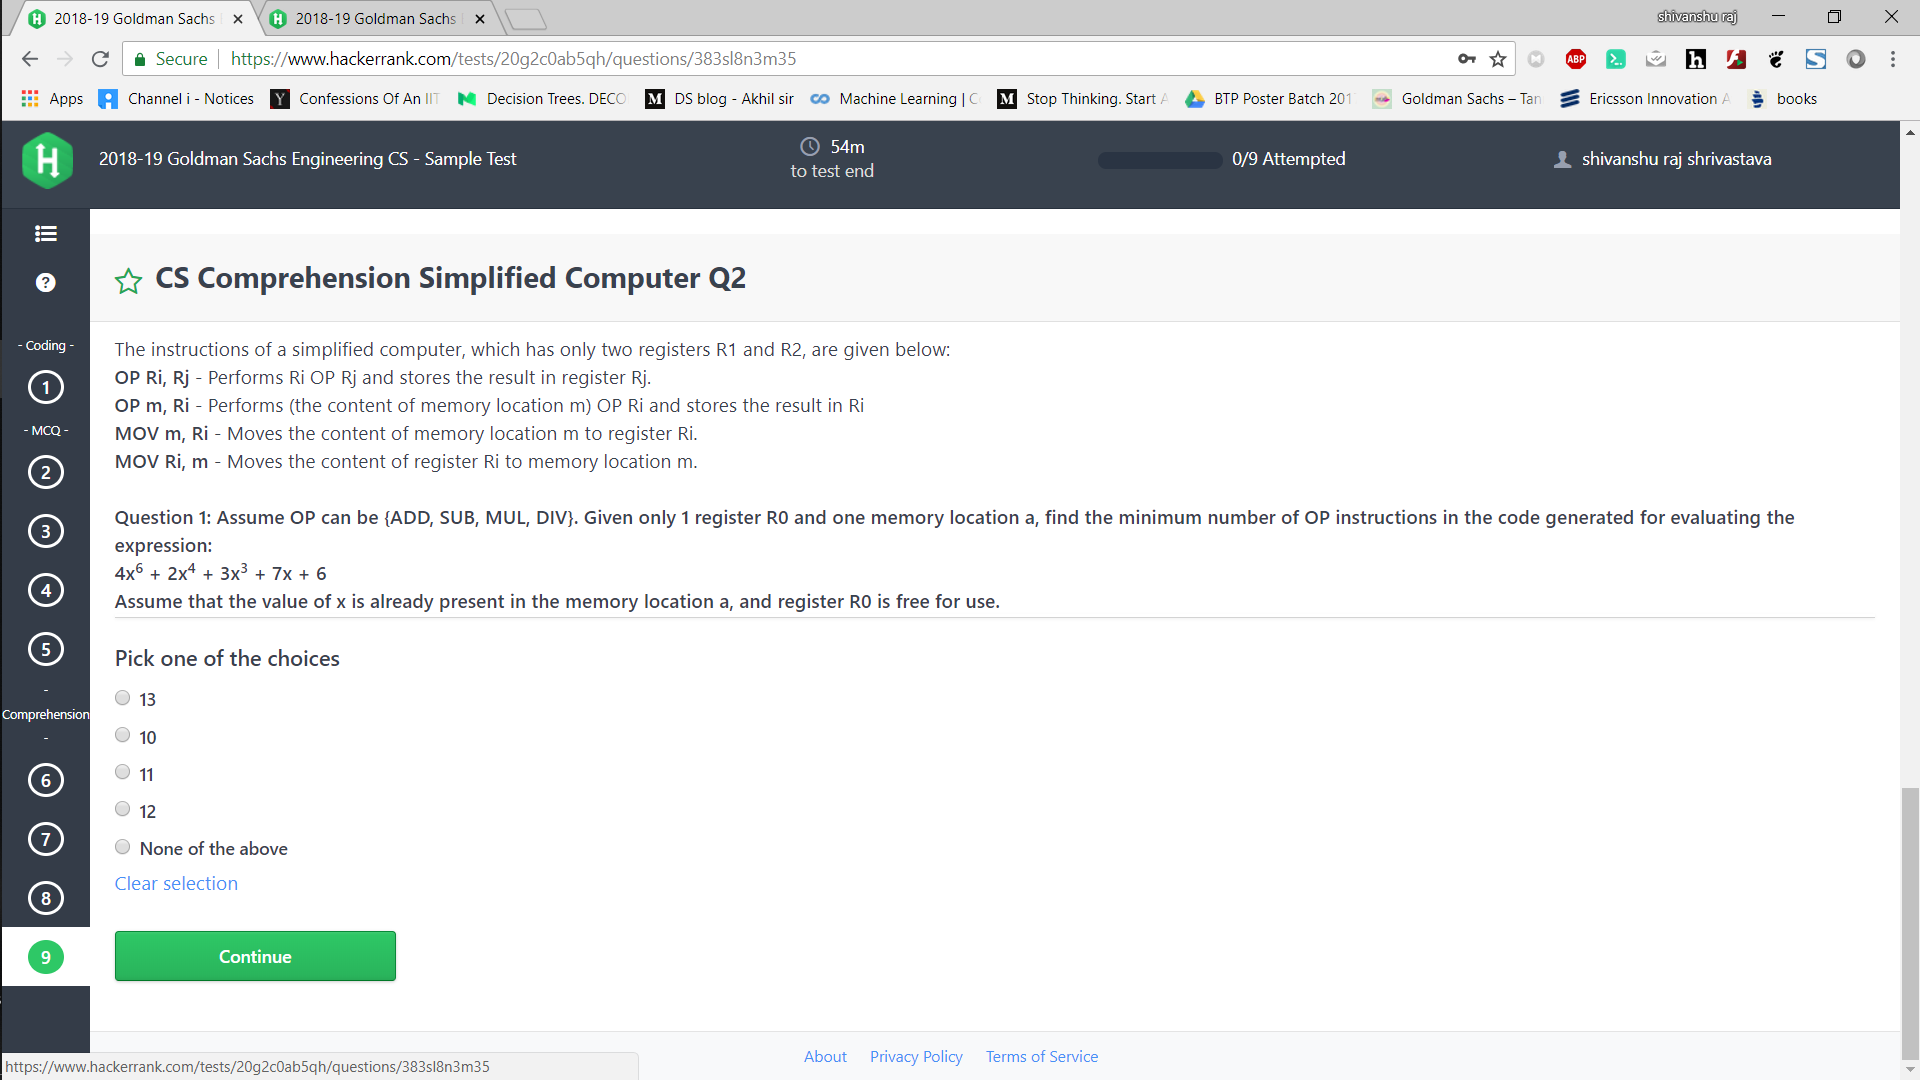 2018-19 Goldman Sachs
2018-19 Goldman Sachs
shivanshu raj
Secure
https://www.hackerrank.com/tests/20g2c0ab5qh/questions/383sl8n3m35
ABP
Apps
Channel i - Notices
Confessions Of An IIT
Decision Trees. DECO
DS blog - Akhil sir
Machine Learning | C
Stop Thinking. Start A
BTP Poster Batch 201
Goldman Sachs – Tan
Ericsson Innovation A
books
2018-19 Goldman Sachs Engineering CS - Sample Test
54m
to test end
0/9 Attempted
shivanshu raj shrivastava
CS Comprehension Simplified Computer Q2
- Coding -
1
- MCQ -
2
3
4
5
-
Comprehension
-
6
7
8
9
The instructions of a simplified computer, which has only two registers R1 and R2, are given below:
OP Ri, Rj - Performs Ri OP Rj and stores the result in register Rj.
OP m, Ri - Performs (the content of memory location m) OP Ri and stores the result in Ri
MOV m, Ri - Moves the content of memory location m to register Ri.
MOV Ri, m - Moves the content of register Ri to memory location m.
Question 1: Assume OP can be {ADD, SUB, MUL, DIV}. Given only 1 register R0 and one memory location a, find the minimum number of OP instructions in the code generated for evaluating the
expression:
4x⁶ + 2x⁴ + 3x³ + 7x + 6
Assume that the value of x is already present in the memory location a, and register R0 is free for use.
Pick one of the choices
13
10
11
12
None of the above
Clear selection
Continue
About
Privacy Policy
Terms of Service
https://www.hackerrank.com/tests/20g2c0ab5qh/questions/383sl8n3m35